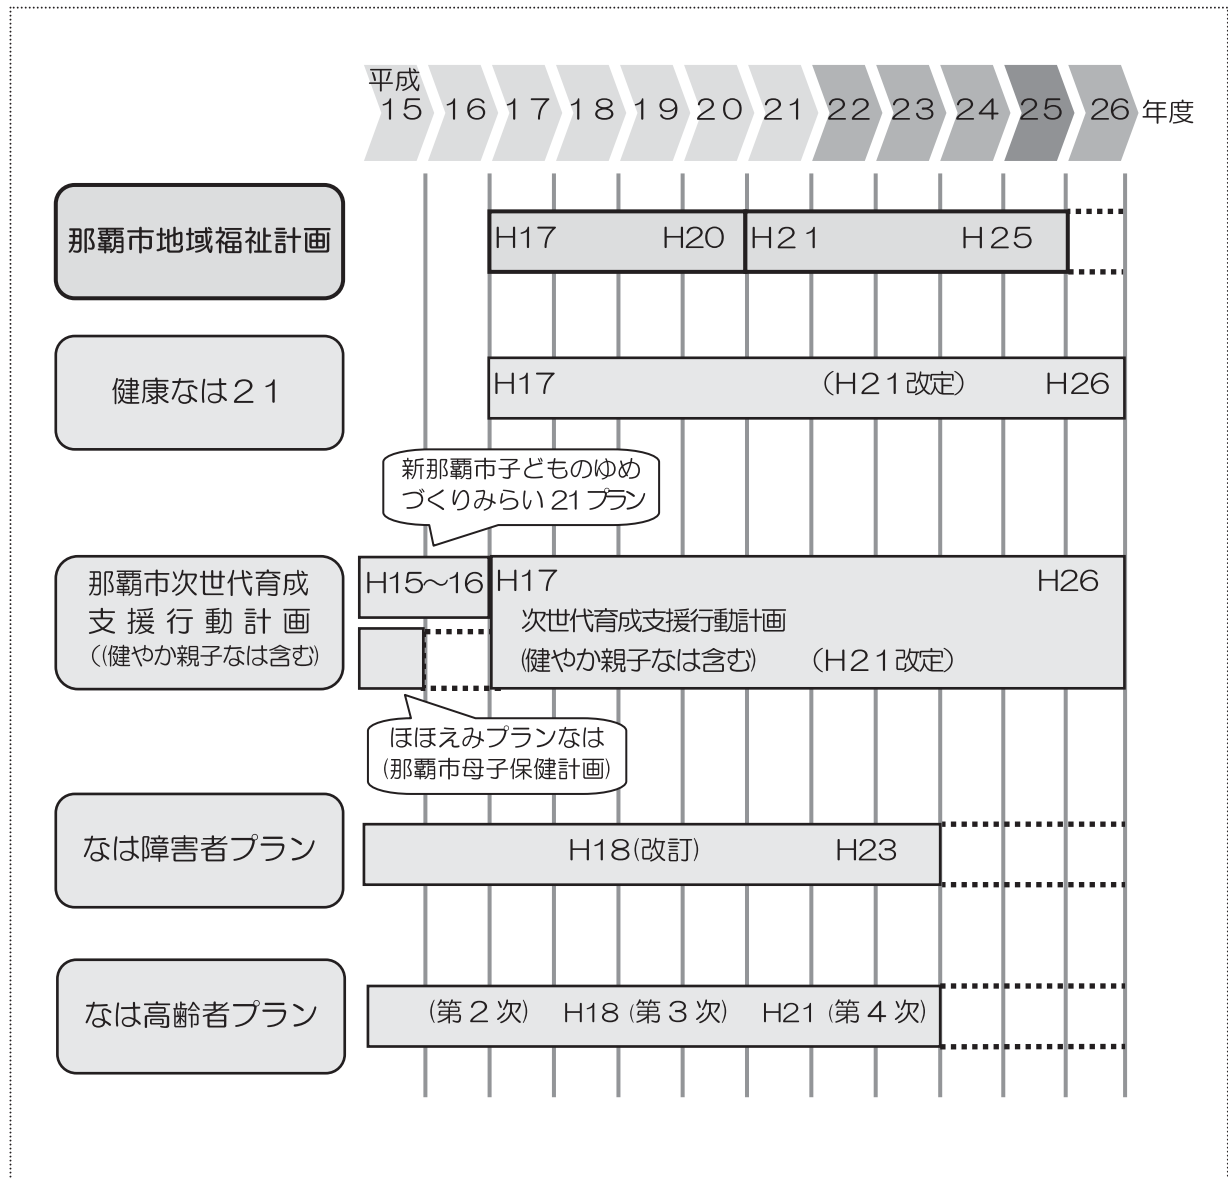 平成
15 16 17 18 19 20 21 22 23 24 25 26 年度
那覇市地域福祉計画
H17 H20 H21 H25
健康なは21
H17 （H21改定） H26
新那覇市子どものゆめ
づくりみらい21プラン
那覇市次世代育成
支援行動計画
（(健やか親子なは含む)
H15～16 H17 H26
次世代育成支援行動計画
(健やか親子なは含む) （H21改定）
ほほえみプランなは
(那覇市母子保健計画)
なは障害者プラン
H18(改訂) H23
なは高齢者プラン
(第2次) H18(第3次) H21(第4次)